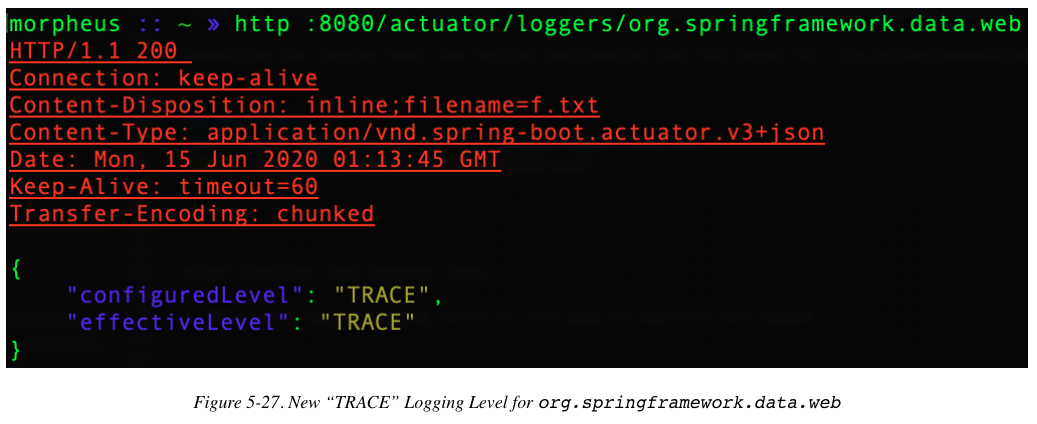 morpheus :: ~ » http :8080/actuator/loggers/org.springframework.data.web
HTTP/1.1 200
Connection: keep-alive
Content-Disposition: inline;filename=f.txt
Content-Type: application/vnd.spring-boot.actuator.v3+json
Date: Mon, 15 Jun 2020 01:13:45 GMT
Keep-Alive: timeout=60
Transfer-Encoding: chunked
{
"configuredLevel": "TRACE",
"effectiveLevel": "TRACE"
}
Figure 5-27. New “TRACE” Logging Level for org.springframework.data.web